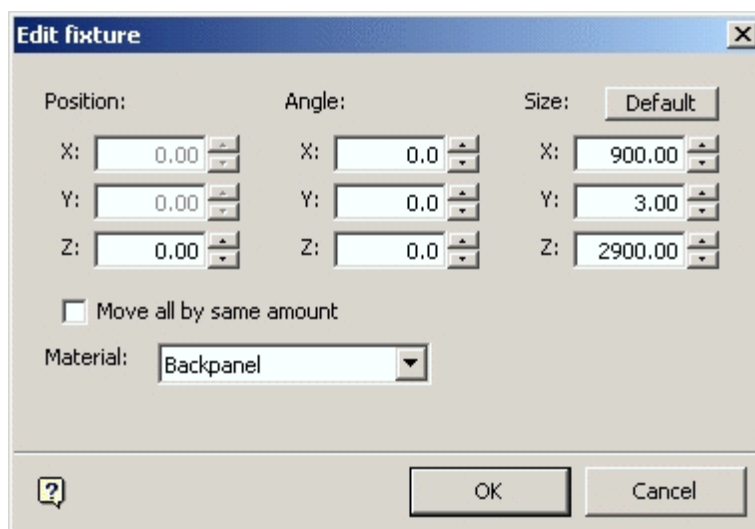 Edit fixture
Position: Angle: Size: Default
X: 0.00 X: 0.0 X: 900.00
Y: 0.00 Y: 0.0 Y: 3.00
Z: 0.00 Z: 0.0 Z: 2900.00
Move all by same amount
Material: Backpanel
OK Cancel